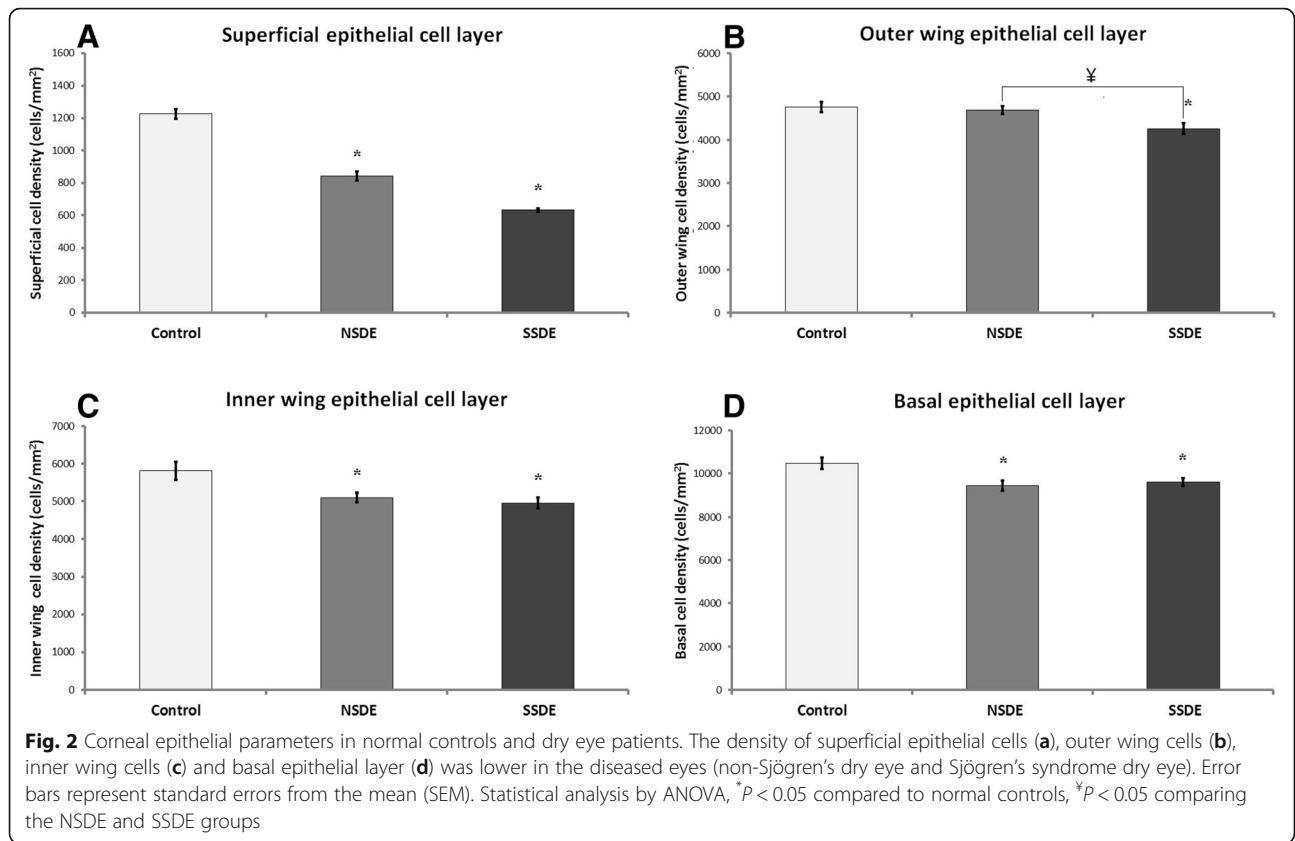 A
Superficial epithelial cell layer
Superficial cell density (cells/mm²)
1600
1400
1200
1000
800
600
400
200
0
*
*
Control NSDE SSDE
B
Outer wing epithelial cell layer
Outer wing cell density (cells/mm²)
6000
5000
4000
3000
2000
1000
0
¥
*
Control NSDE SSDE
C
Inner wing epithelial cell layer
Inner wing cell density (cells/mm²)
7000
6000
5000
4000
3000
2000
1000
0
*
*
Control NSDE SSDE
D
Basal epithelial cell layer
Basal cell density (cells/mm²)
12000
10000
8000
6000
4000
2000
0
*
*
Control NSDE SSDE
Fig. 2 Corneal epithelial parameters in normal controls and dry eye patients. The density of superficial epithelial cells (a), outer wing cells (b),
inner wing cells (c) and basal epithelial layer (d) was lower in the diseased eyes (non-Sjögren's dry eye and Sjögren's syndrome dry eye). Error
bars represent standard errors from the mean (SEM). Statistical analysis by ANOVA, *P < 0.05 compared to normal controls, ¥P < 0.05 comparing
the NSDE and SSDE groups